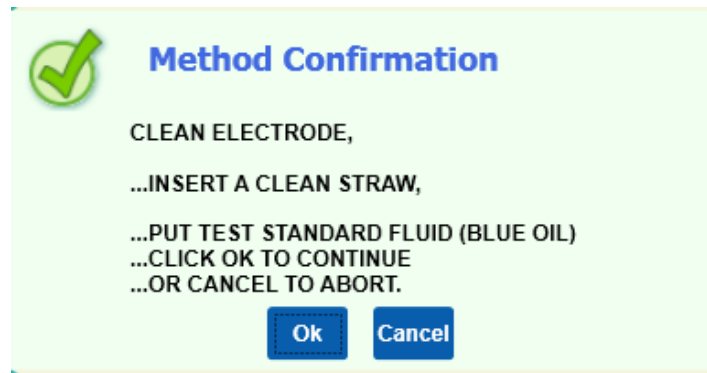 Method Confirmation
CLEAN ELECTRODE,
...INSERT A CLEAN STRAW,
...PUT TEST STANDARD FLUID (BLUE OIL)
...CLICK OK TO CONTINUE
...OR CANCEL TO ABORT.
Ok Cancel